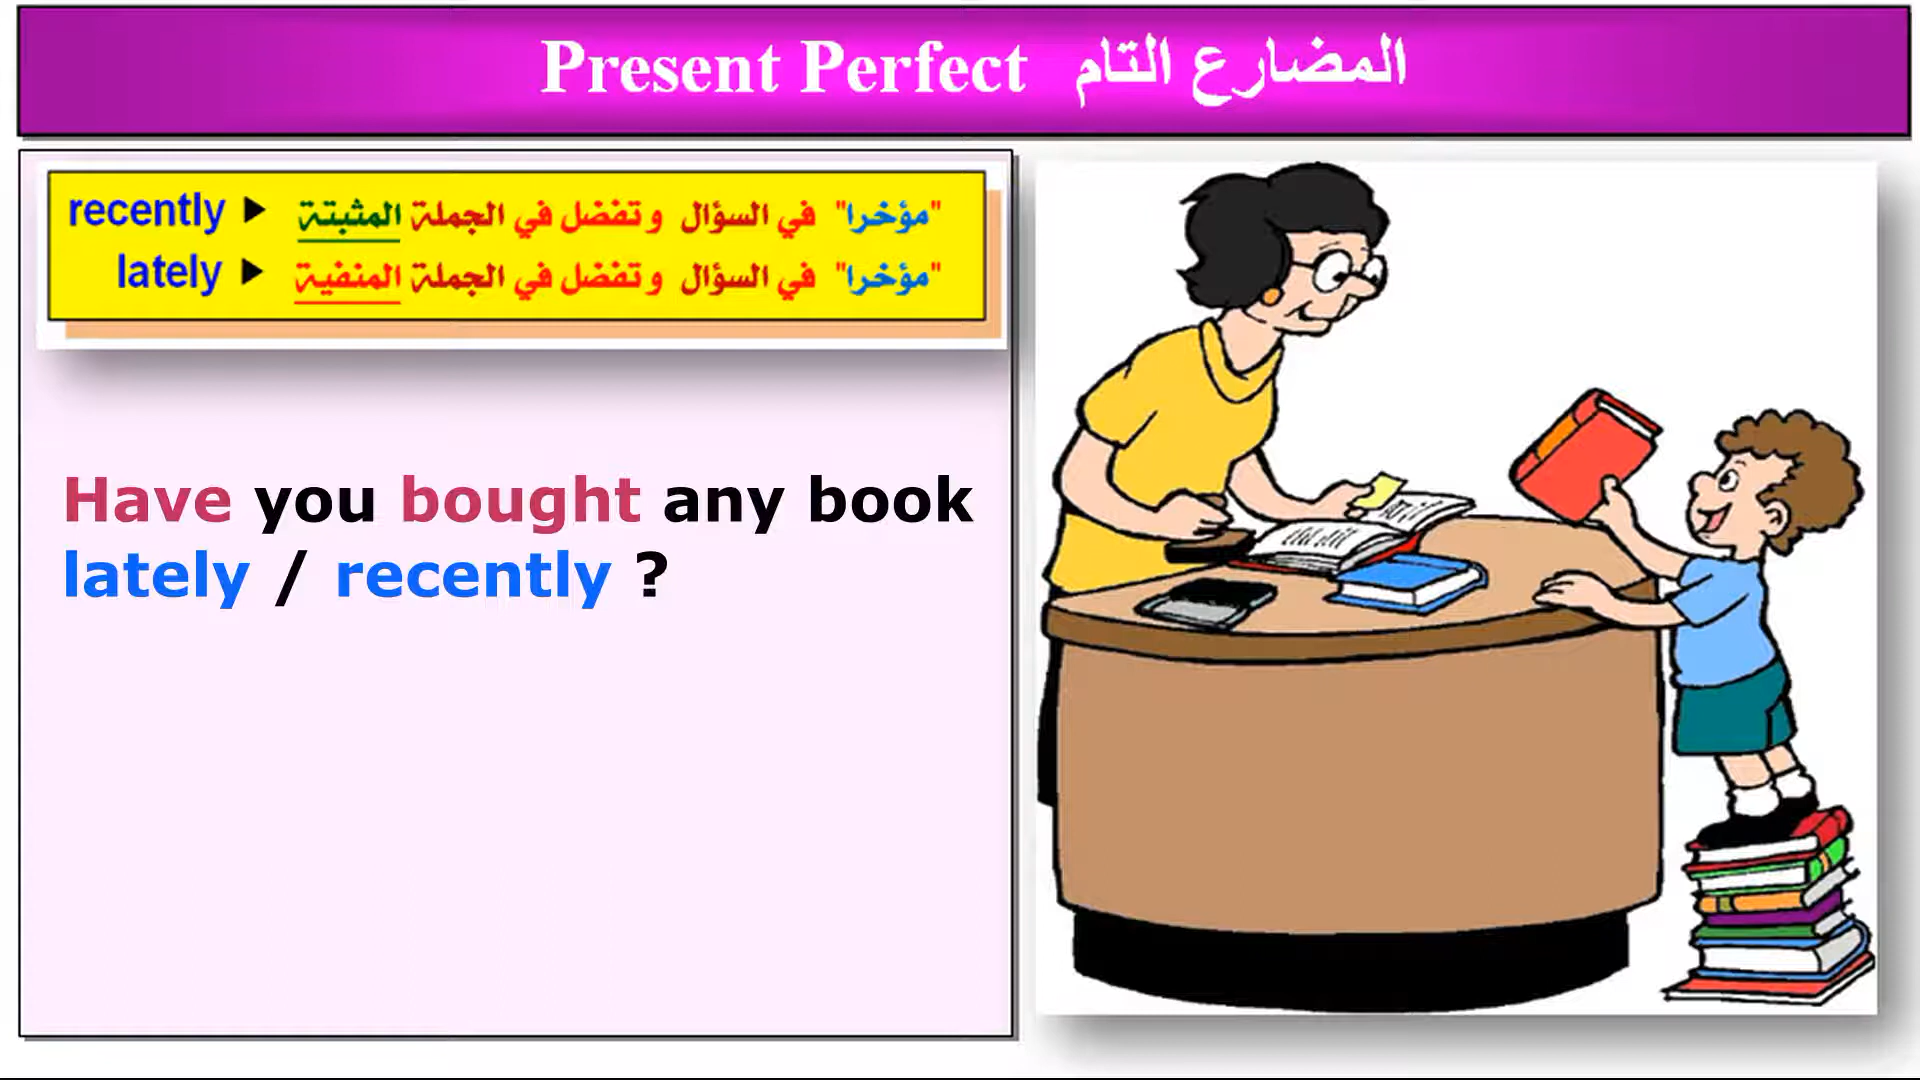 Present Perfect المضارع التام
recently ► "مؤخرا" في السؤال و تفضل في الجملة المثبتة
lately ► "مؤخرا" في السؤال و تفضل في الجملة المنفية
Have you bought any book
lately / recently ?